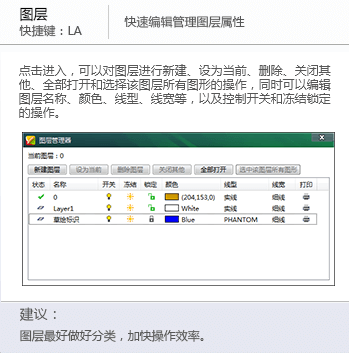 图层
快捷键：LA
快速编辑管理图层属性
点击进入，可以对图层进行新建、设为当前、删除、关闭其
他、全部打开和选择该图层所有图形的操作，同时可以编辑
图层名称、颜色、线型、线宽等，以及控制开关和冻结锁定
的操作。
图层管理器
当前图层：0
新建图层 设为当前 删除图层 关闭其他 全部打开 选中该图层所有图形
状态 名称 开关 冻结 锁定 颜色 线型 线宽 打印
0 (204,153,0) 实线 细线
Layer1 White 实线 细线
草绘标识 Blue PHANTOM 细线
建议：
图层最好做好分类，加快操作效率。